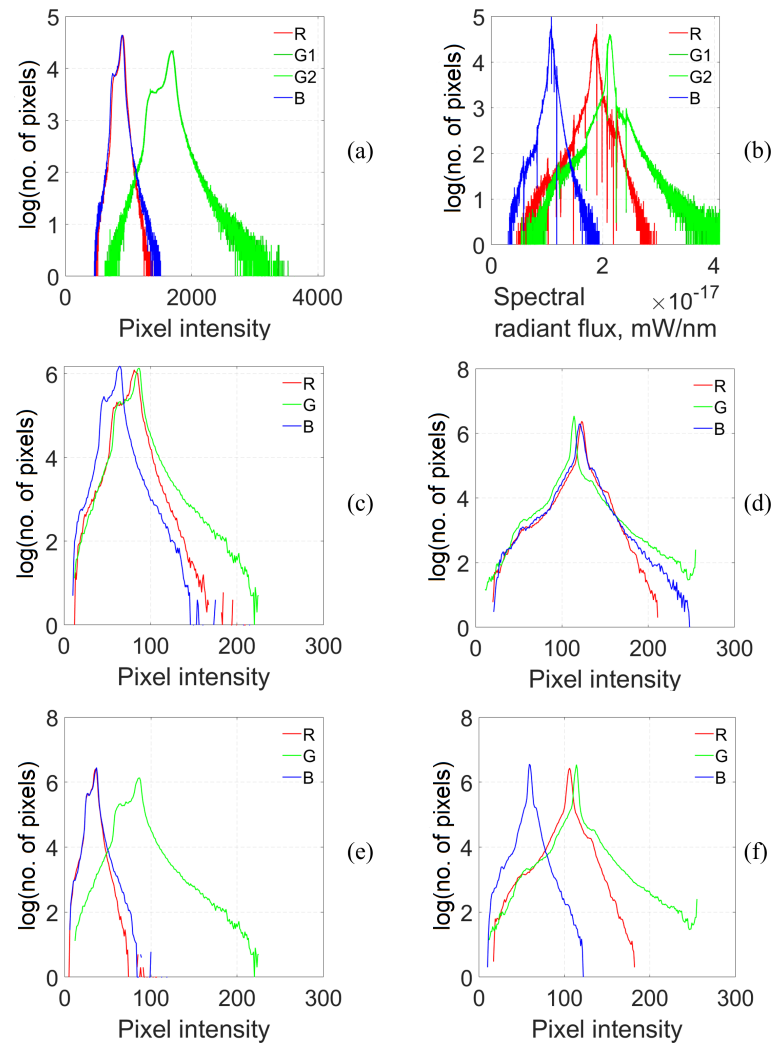 5
4
3
2
1
0
log(no. of pixels)
R
G1
G2
B
0 2000 4000
Pixel intensity
(a)
5
4
3
2
1
0
log(no. of pixels)
R
G1
G2
B
0 2 4
Spectral ×10⁻¹⁷
radiant flux, mW/nm
(b)
6
4
2
0
log(no. of pixels)
R
G
B
0 100 200 300
Pixel intensity
(c)
8
6
4
2
0
log(no. of pixels)
R
G
B
0 100 200 300
Pixel intensity
(d)
8
6
4
2
0
log(no. of pixels)
R
G
B
0 100 200 300
Pixel intensity
(e)
8
6
4
2
0
log(no. of pixels)
R
G
B
0 100 200 300
Pixel intensity
(f)